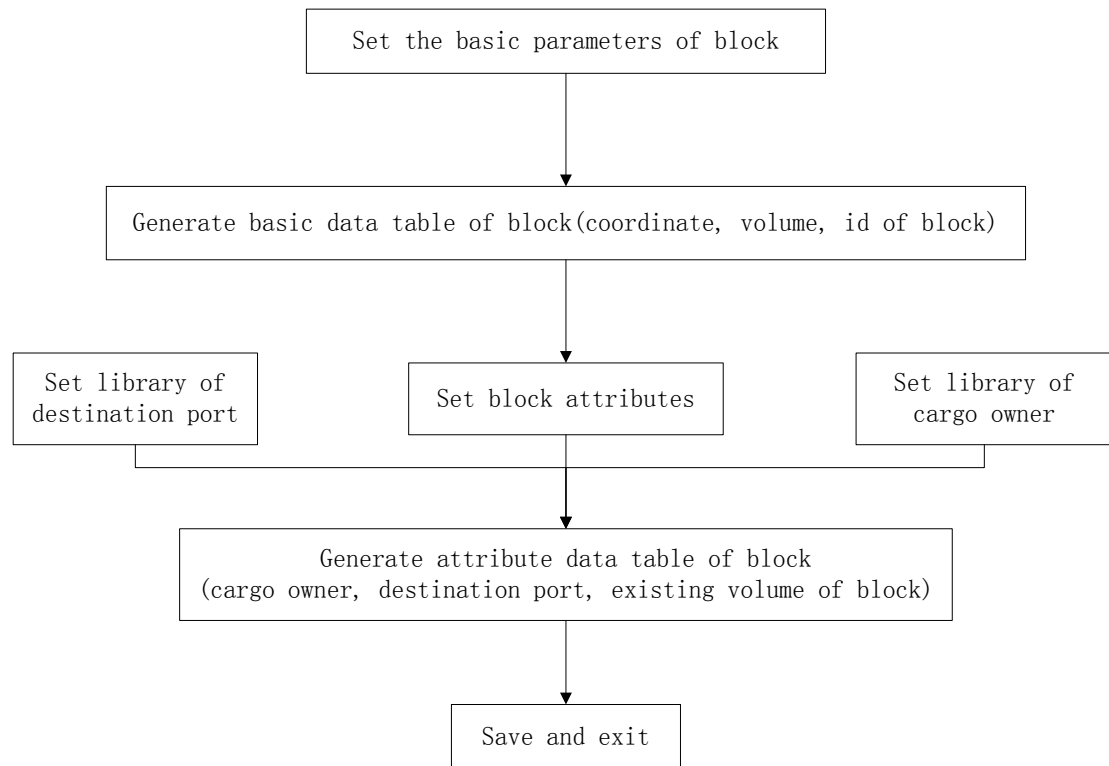 Set the basic parameters of block
Generate basic data table of block(coordinate, volume, id of block)
Set library of
destination port
Set block attributes
Set library of
cargo owner
Generate attribute data table of block
(cargo owner, destination port, existing volume of block)
Save and exit